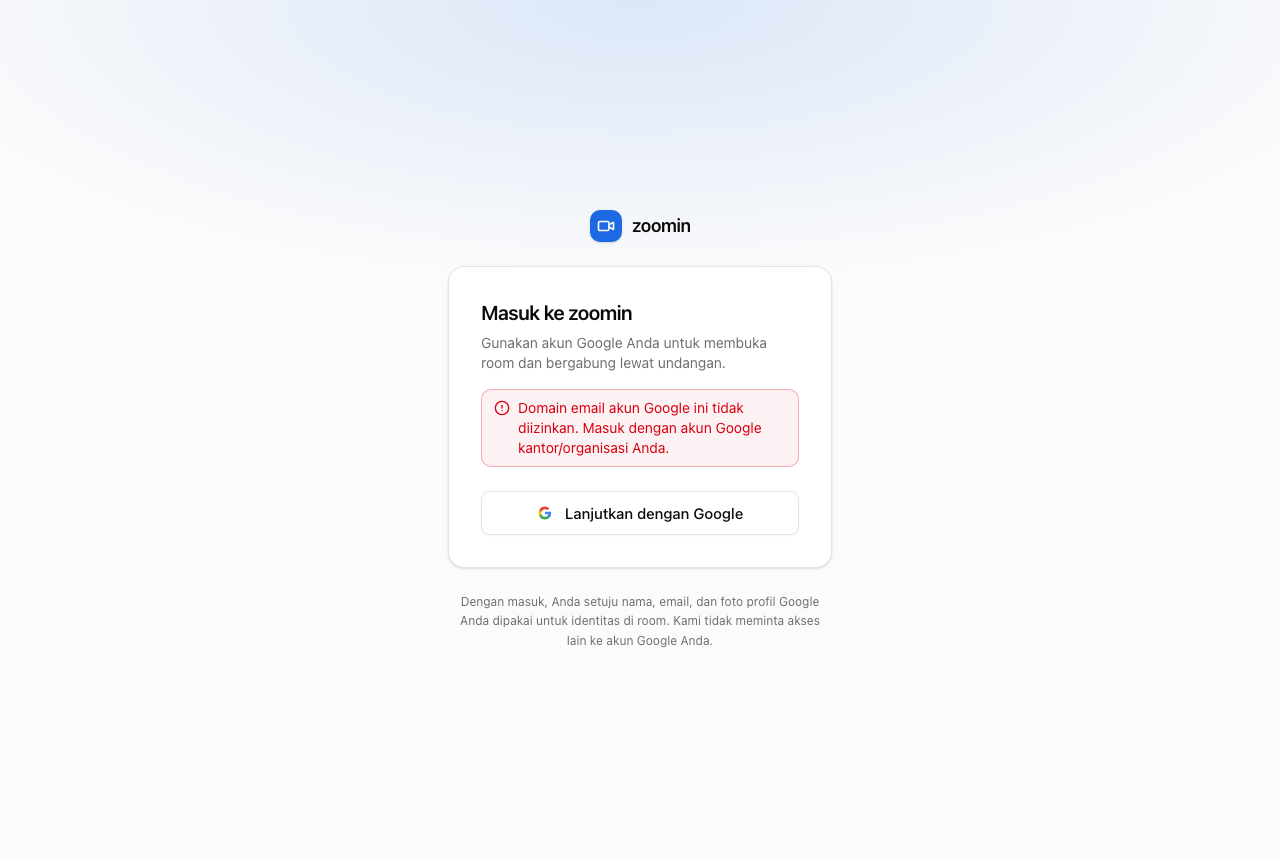 zoomin
Masuk ke zoomin
Gunakan akun Google Anda untuk membuka
room dan bergabung lewat undangan.
Domain email akun Google ini tidak
diizinkan. Masuk dengan akun Google
kantor/organisasi Anda.
Lanjutkan dengan Google
Dengan masuk, Anda setuju nama, email, dan foto profil Google
Anda dipakai untuk identitas di room. Kami tidak meminta akses
lain ke akun Google Anda.